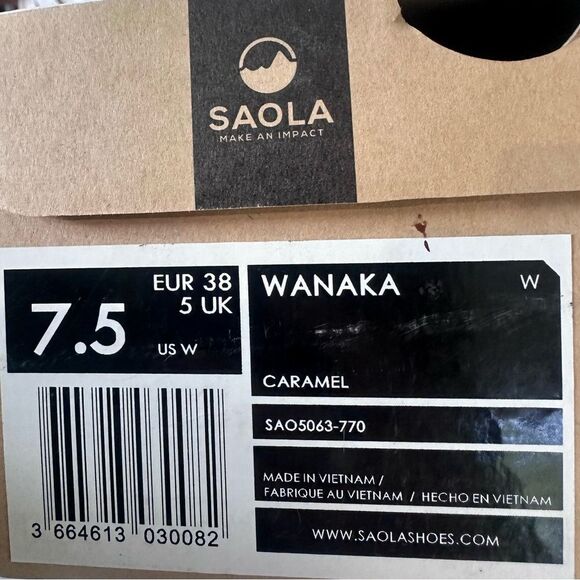 SAOLA
MAKE AN IMPACT
EUR 38
5 UK
7.5
US W
WANAKA
W
CARAMEL
SAO5063-770
MADE IN VIETNAM /
FABRIQUE AU VIETNAM / HECHO EN VIETNAM
WWW.SAOLASHOES.COM
3 664613 030082